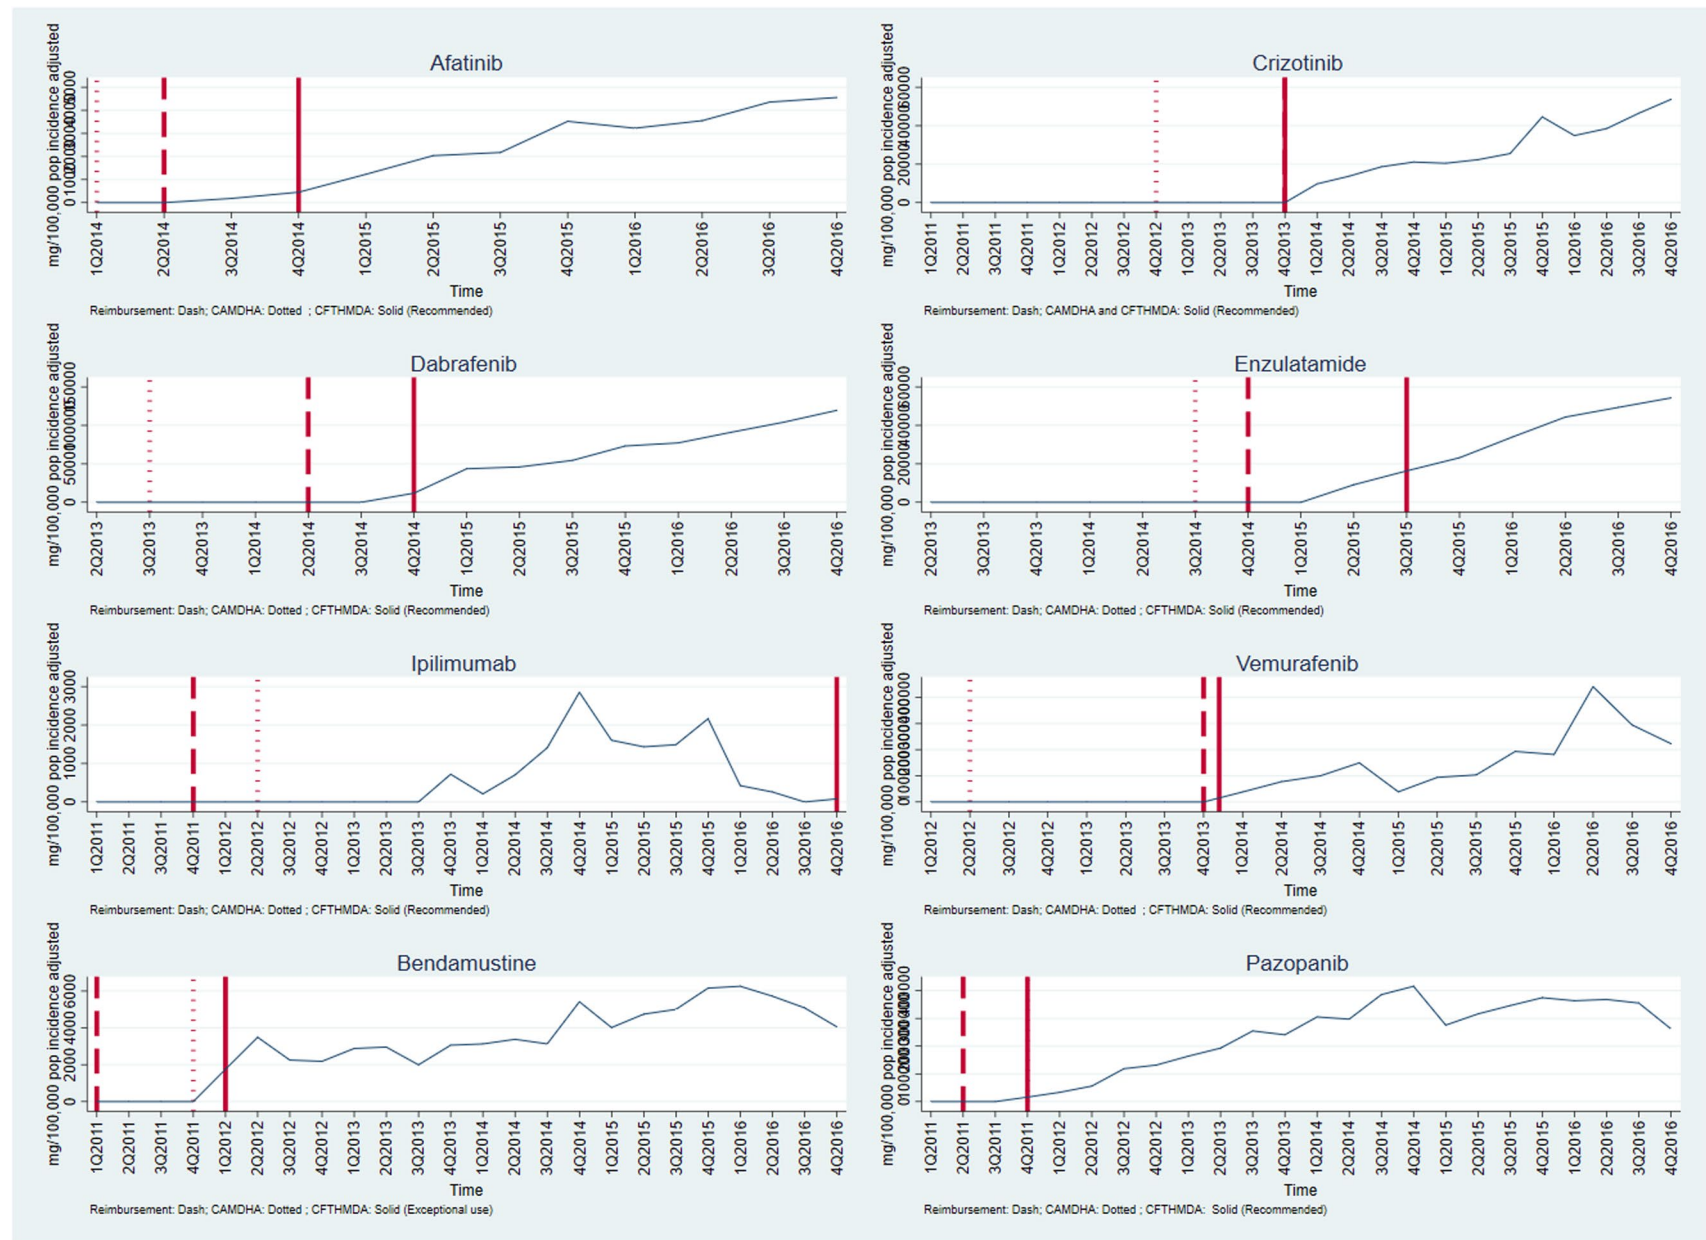 Afatinib
mg/100,000 pop incidence adjusted
0
1Q2014 2Q2014 3Q2014 4Q2014 1Q2015 2Q2015 3Q2015 4Q2015 1Q2016 2Q2016 3Q2016 4Q2016
Time
Reimbursement: Dash; CAMDHA: Dotted ; CFTHMDA: Solid (Recommended)
Crizotinib
mg/100,000 pop incidence adjusted
0 20000 40000 60000
1Q2011 2Q2011 3Q2011 4Q2011 1Q2012 2Q2012 3Q2012 4Q2012 1Q2013 2Q2013 3Q2013 4Q2013 1Q2014 2Q2014 3Q2014 4Q2014 1Q2015 2Q2015 3Q2015 4Q2015 1Q2016 2Q2016 3Q2016 4Q2016
Time
Reimbursement: Dash; CAMDHA and CFTHMDA: Solid (Recommended)
Dabrafenib
mg/100,000 pop incidence adjusted
0 50000 100000 150000
2Q2013 3Q2013 4Q2013 1Q2014 2Q2014 3Q2014 4Q2014 1Q2015 2Q2015 3Q2015 4Q2015 1Q2016 2Q2016 3Q2016 4Q2016
Time
Reimbursement: Dash; CAMDHA: Dotted ; CFTHMDA: Solid (Recommended)
Enzulatamide
mg/100,000 pop incidence adjusted
0 20000 40000 60000
2Q2013 3Q2013 4Q2013 1Q2014 2Q2014 3Q2014 4Q2014 1Q2015 2Q2015 3Q2015 4Q2015 1Q2016 2Q2016 3Q2016 4Q2016
Time
Reimbursement: Dash; CAMDHA: Dotted ; CFTHMDA: Solid (Recommended)
Ipilimumab
mg/100,000 pop incidence adjusted
0 1000 2000 3000
1Q2011 2Q2011 3Q2011 4Q2011 1Q2012 2Q2012 3Q2012 4Q2012 1Q2013 2Q2013 3Q2013 4Q2013 1Q2014 2Q2014 3Q2014 4Q2014 1Q2015 2Q2015 3Q2015 4Q2015 1Q2016 2Q2016 3Q2016 4Q2016
Time
Reimbursement: Dash; CAMDHA: Dotted ; CFTHMDA: Solid (Recommended)
Vemurafenib
mg/100,000 pop incidence adjusted
1Q2012 2Q2012 3Q2012 4Q2012 1Q2013 2Q2013 3Q2013 4Q2013 1Q2014 2Q2014 3Q2014 4Q2014 1Q2015 2Q2015 3Q2015 4Q2015 1Q2016 2Q2016 3Q2016 4Q2016
Time
Reimbursement: Dash; CAMDHA: Dotted ; CFTHMDA: Solid (Recommended)
Bendamustine
mg/100,000 pop incidence adjusted
0 2000 4000 6000
1Q2011 2Q2011 3Q2011 4Q2011 1Q2012 2Q2012 3Q2012 4Q2012 1Q2013 2Q2013 3Q2013 4Q2013 1Q2014 2Q2014 3Q2014 4Q2014 1Q2015 2Q2015 3Q2015 4Q2015 1Q2016 2Q2016 3Q2016 4Q2016
Time
Reimbursement: Dash; CAMDHA: Dotted ; CFTHMDA: Solid (Exceptional use)
Pazopanib
mg/100,000 pop incidence adjusted
1Q2011 2Q2011 3Q2011 4Q2011 1Q2012 2Q2012 3Q2012 4Q2012 1Q2013 2Q2013 3Q2013 4Q2013 1Q2014 2Q2014 3Q2014 4Q2014 1Q2015 2Q2015 3Q2015 4Q2015 1Q2016 2Q2016 3Q2016 4Q2016
Time
Reimbursement: Dash; CAMDHA: Dotted ; CFTHMDA: Solid (Recommended)